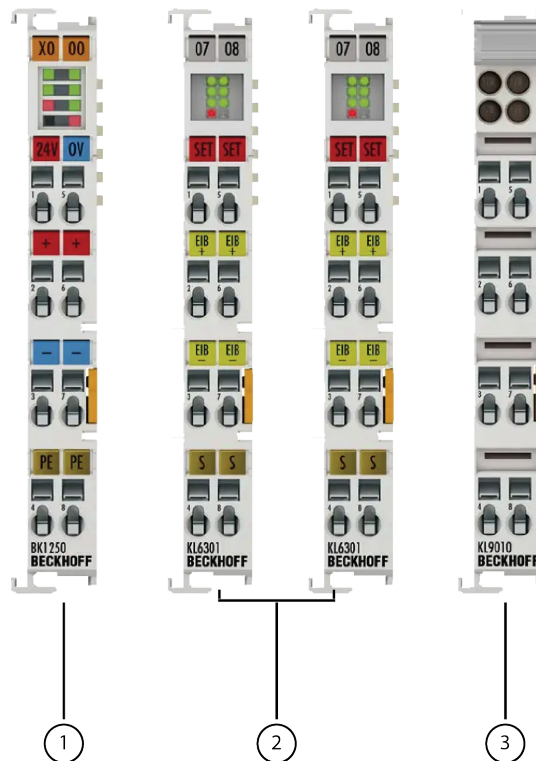 X0 00
24V 0V
1 5
+ +
2 6
– –
3 7
PE PE
4 8
BK1250
BECKHOFF
07 08
SET SET
1 5
EIB + EIB +
2 6
EIB – EIB –
3 7
S S
4 8
KL6301
BECKHOFF
07 08
SET SET
1 5
EIB + EIB +
2 6
EIB – EIB –
3 7
S S
4 8
KL6301
BECKHOFF
1 5
2 6
3 7
4 8
KL9010
BECKHOFF
1
2
3